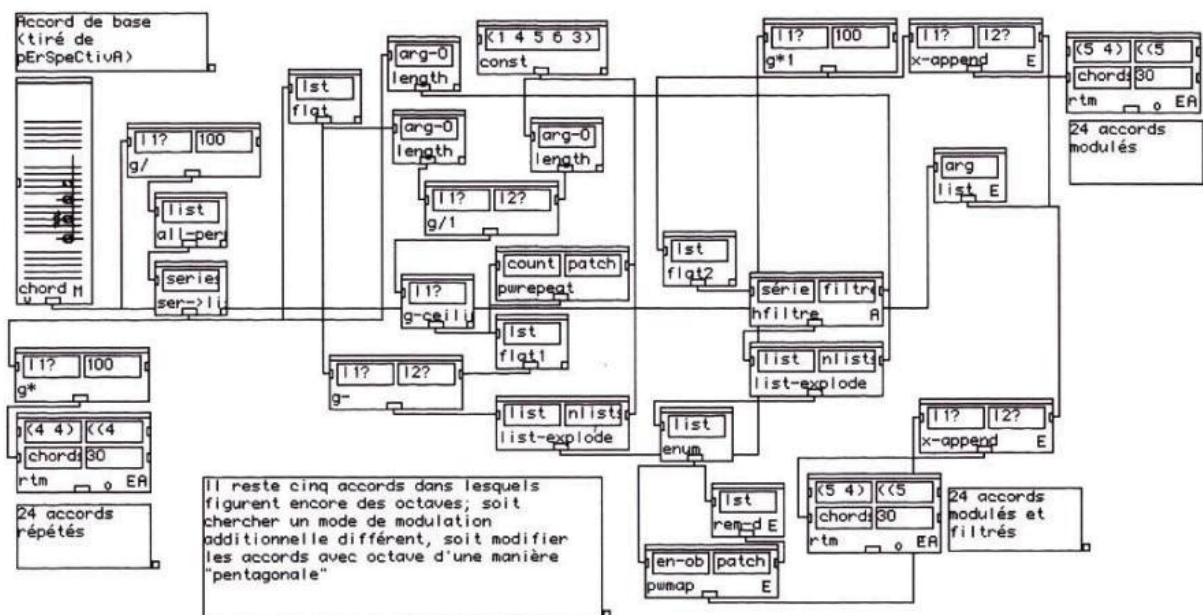 Accord de base
(tiré de
pErSpeCtivA)
chord M
l1? 100
g/
list
all-per
series
ser->li
l1? 100
g*
(4 4) ((4
chords 30
rtm o EA
24 accords
répétés
lst
flat
arg-0
length
(1 4 5 6 3)
const
arg-0
length
arg-0
length
l1? l2?
g/1
count patch
pwrepeat
l1?
g-ceili
lst
flat1
l1? l2?
g-
list nlists
list-explode
Il reste cinq accords dans lesquels
figurent encore des octaves; soit
chercher un mode de modulation
additionnelle différent, soit modifier
les accords avec octave d'une manière
"pentagonale"
l1? 100
g*1
l1? l2?
x-append E
(5 4) ((5
chords 30
rtm o EA
24 accords
modulés
arg
list E
lst
flat2
série filtre
hfiltre A
list nlists
list-explode
list
enum
lst
rem-d E
en-ob patch
pwmap E
l1? l2?
x-append E
(5 4) ((5
chords 30
rtm o EA
24 accords
modulés et
filtrés